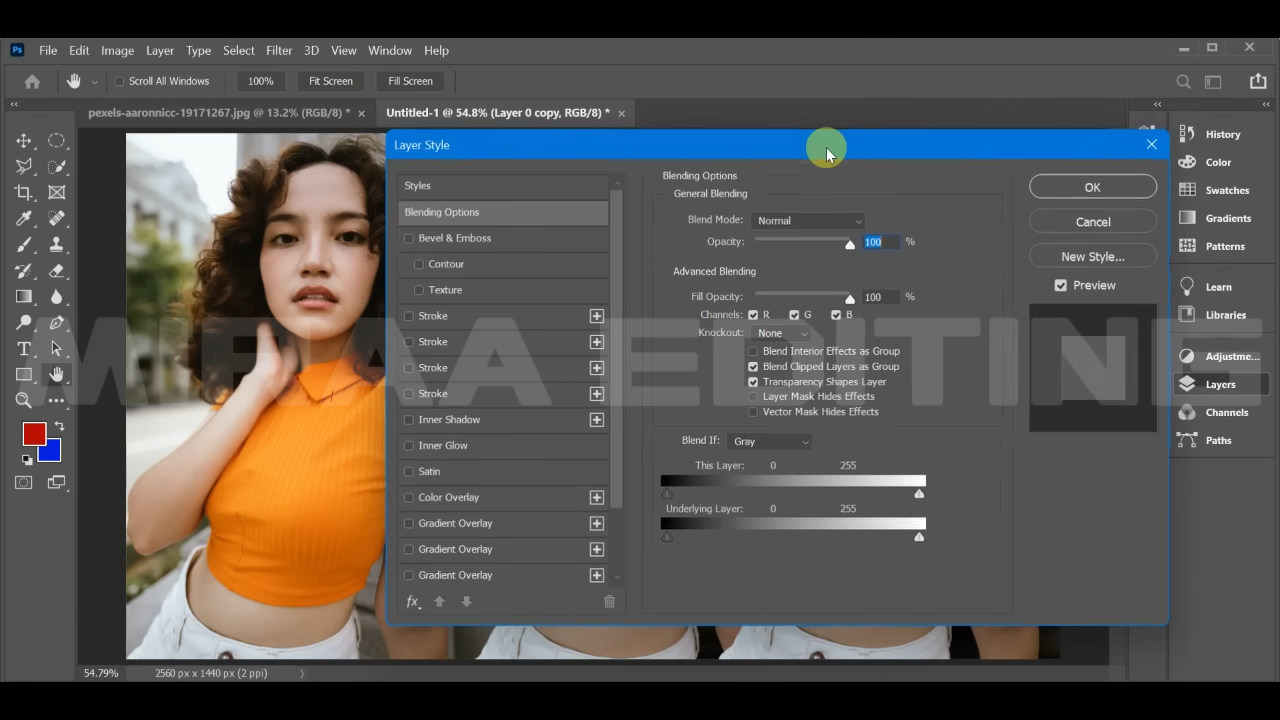 Ps File Edit Image Layer Type Select Filter 3D View Window Help
Scroll All Windows 100% Fit Screen Fill Screen
pexels-aaronnicc-19171267.jpg @ 13.2% (RGB/8) * × Untitled-1 @ 54.8% (Layer 0 copy, RGB/8) * ×
Layer Style
Styles
Blending Options
Bevel & Emboss
Contour
Texture
Stroke
Stroke
Stroke
Stroke
Inner Shadow
Inner Glow
Satin
Color Overlay
Gradient Overlay
Gradient Overlay
Gradient Overlay
fx
Blending Options
General Blending
Blend Mode: Normal
Opacity: 100 %
Advanced Blending
Fill Opacity: 100 %
Channels: R G B
Knockout: None
Blend Interior Effects as Group
Blend Clipped Layers as Group
Transparency Shapes Layer
Layer Mask Hides Effects
Vector Mask Hides Effects
Blend If: Gray
This Layer: 0 255
Underlying Layer: 0 255
OK
Cancel
New Style...
Preview
History
Color
Swatches
Gradients
Patterns
Learn
Libraries
Adjustme...
Layers
Channels
Paths
MIRAA EDITING
54.79% 2560 px x 1440 px (2 ppi)